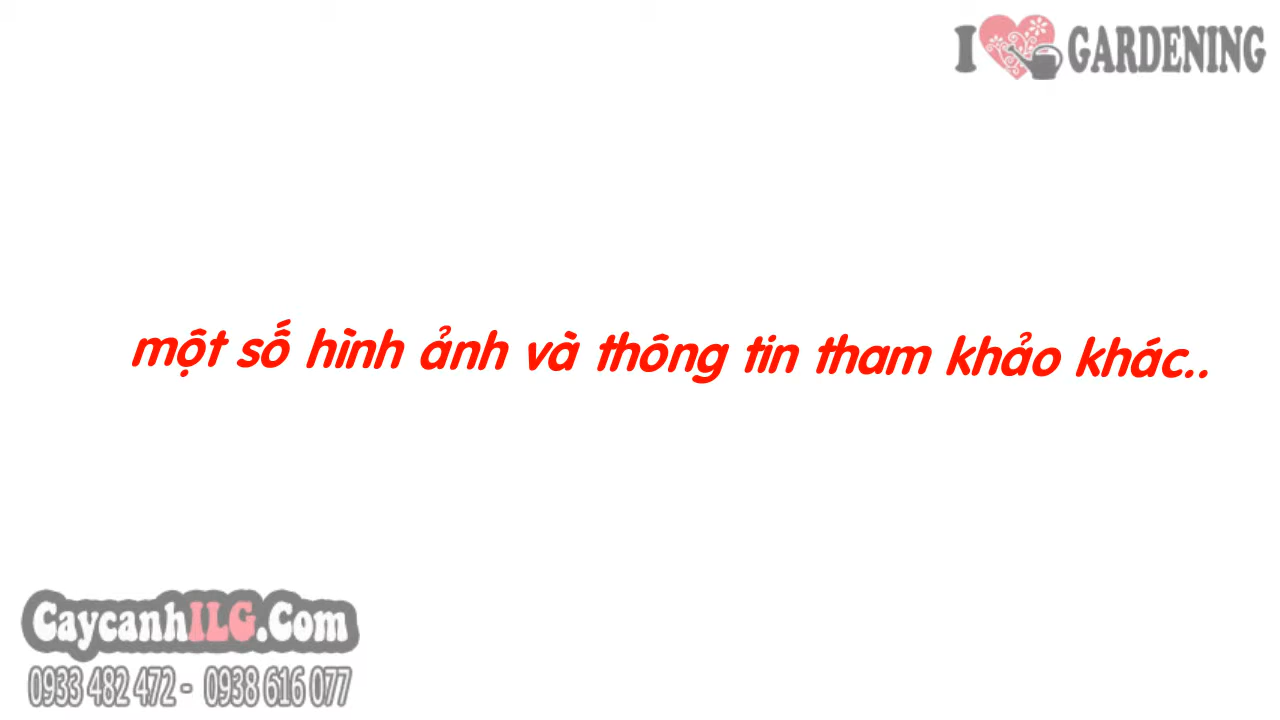 I GARDENING
một số hình ảnh và thông tin tham khảo khác..
CaycanhILG.Com
0933 482 472 - 0938 616 077